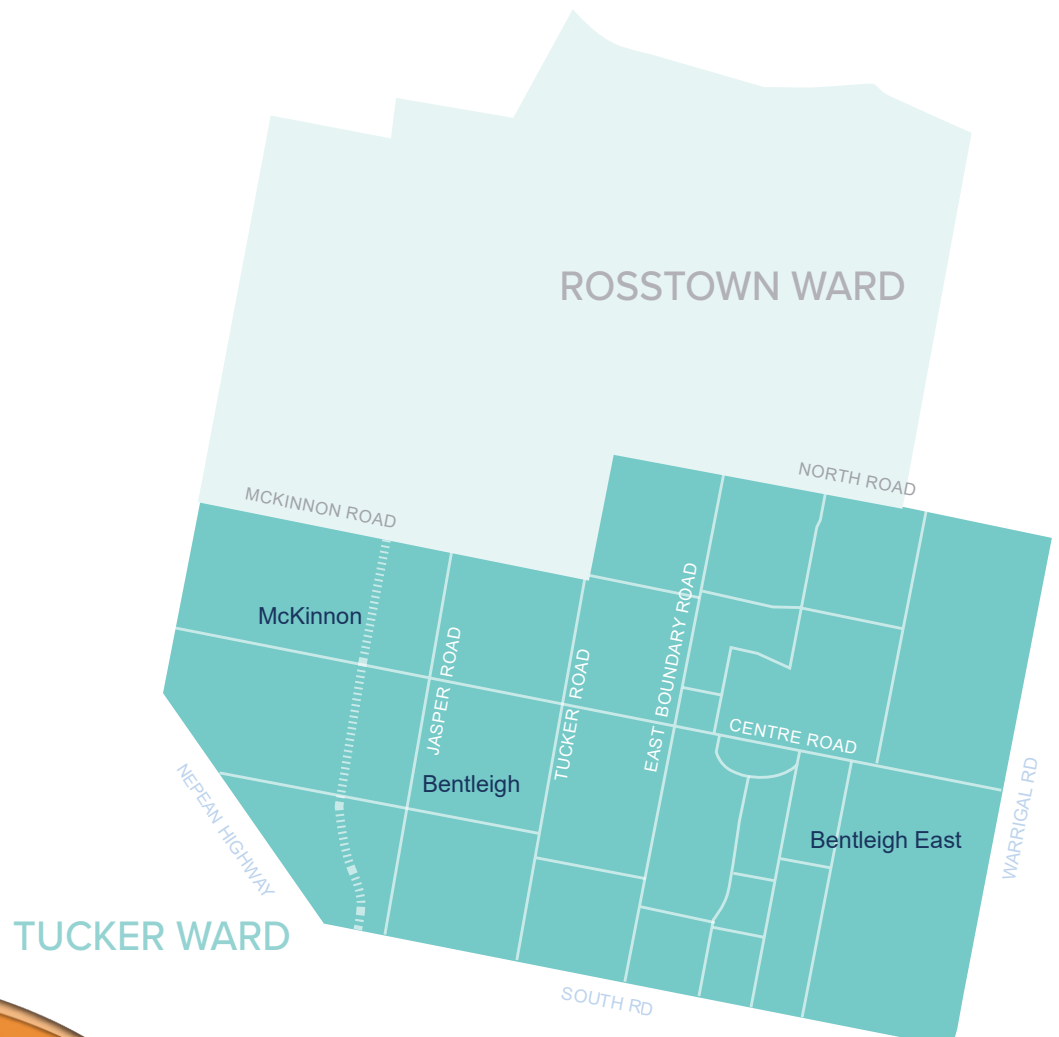 ROSSTOWN WARD
NORTH ROAD
MCKINNON ROAD
McKinnon
JASPER ROAD
TUCKER ROAD
EAST BOUNDARY ROAD
CENTRE ROAD
Bentleigh
NEPEAN HIGHWAY
Bentleigh East
WARRIGAL RD
TUCKER WARD
SOUTH RD